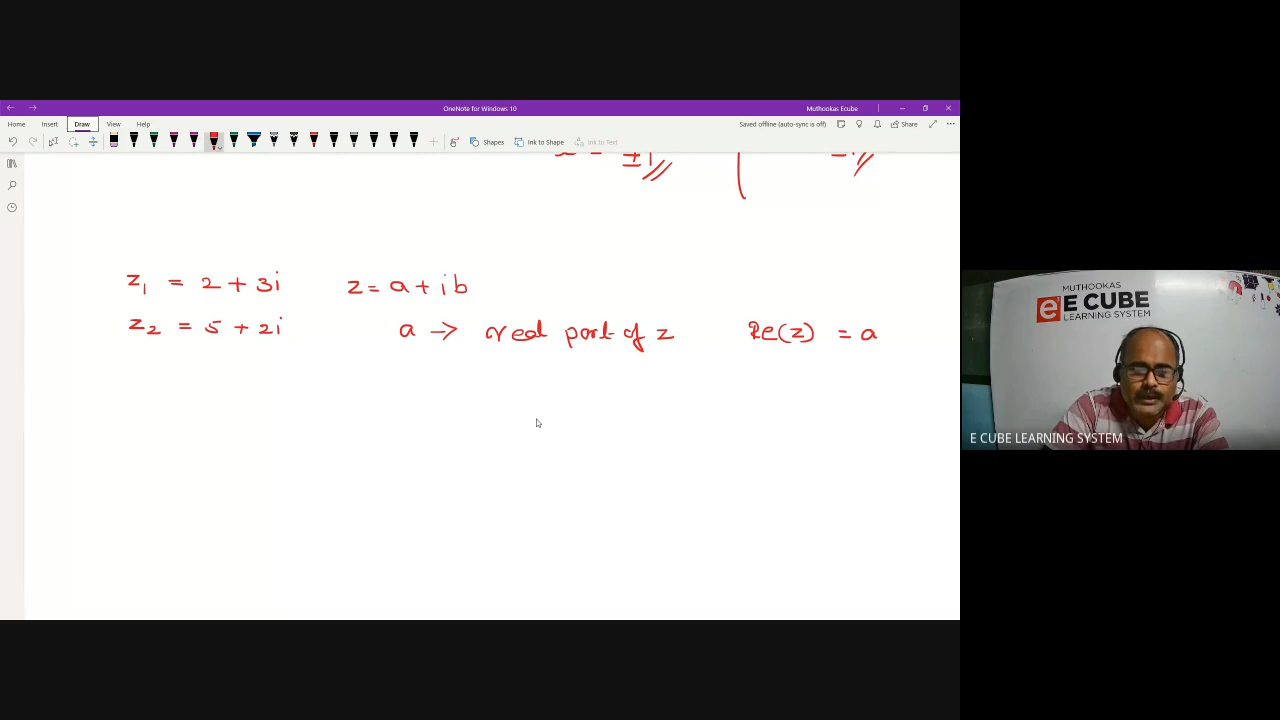 OneNote for Windows 10
Muthookas Ecube
Home Insert Draw View Help
Saved offline (auto-sync is off)
Share
Shapes
Ink to Shape
Ink to Text
z1 = 2 + 3i
z = a + ib
z2 = 5 + 2i
a → real part of z
Re(z) = a
MUTHOOKAS
e E CUBE
LEARNING SYSTEM
E CUBE LEARNING SYSTEM